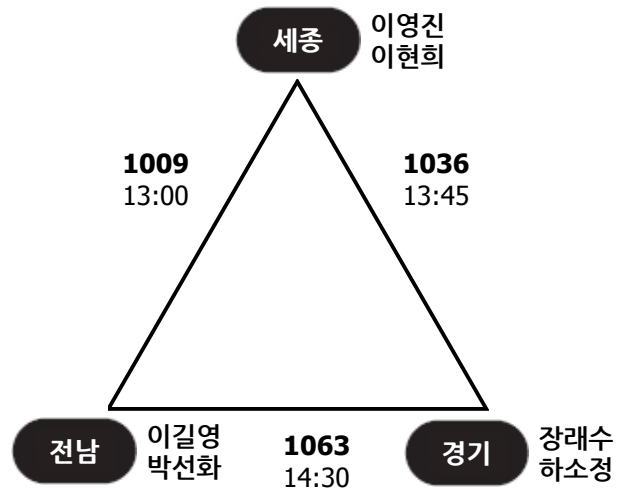 세종
이영진
이현희
1009
13:00
1036
13:45
전남
이길영
박선화
1063
14:30
경기
장래수
하소정